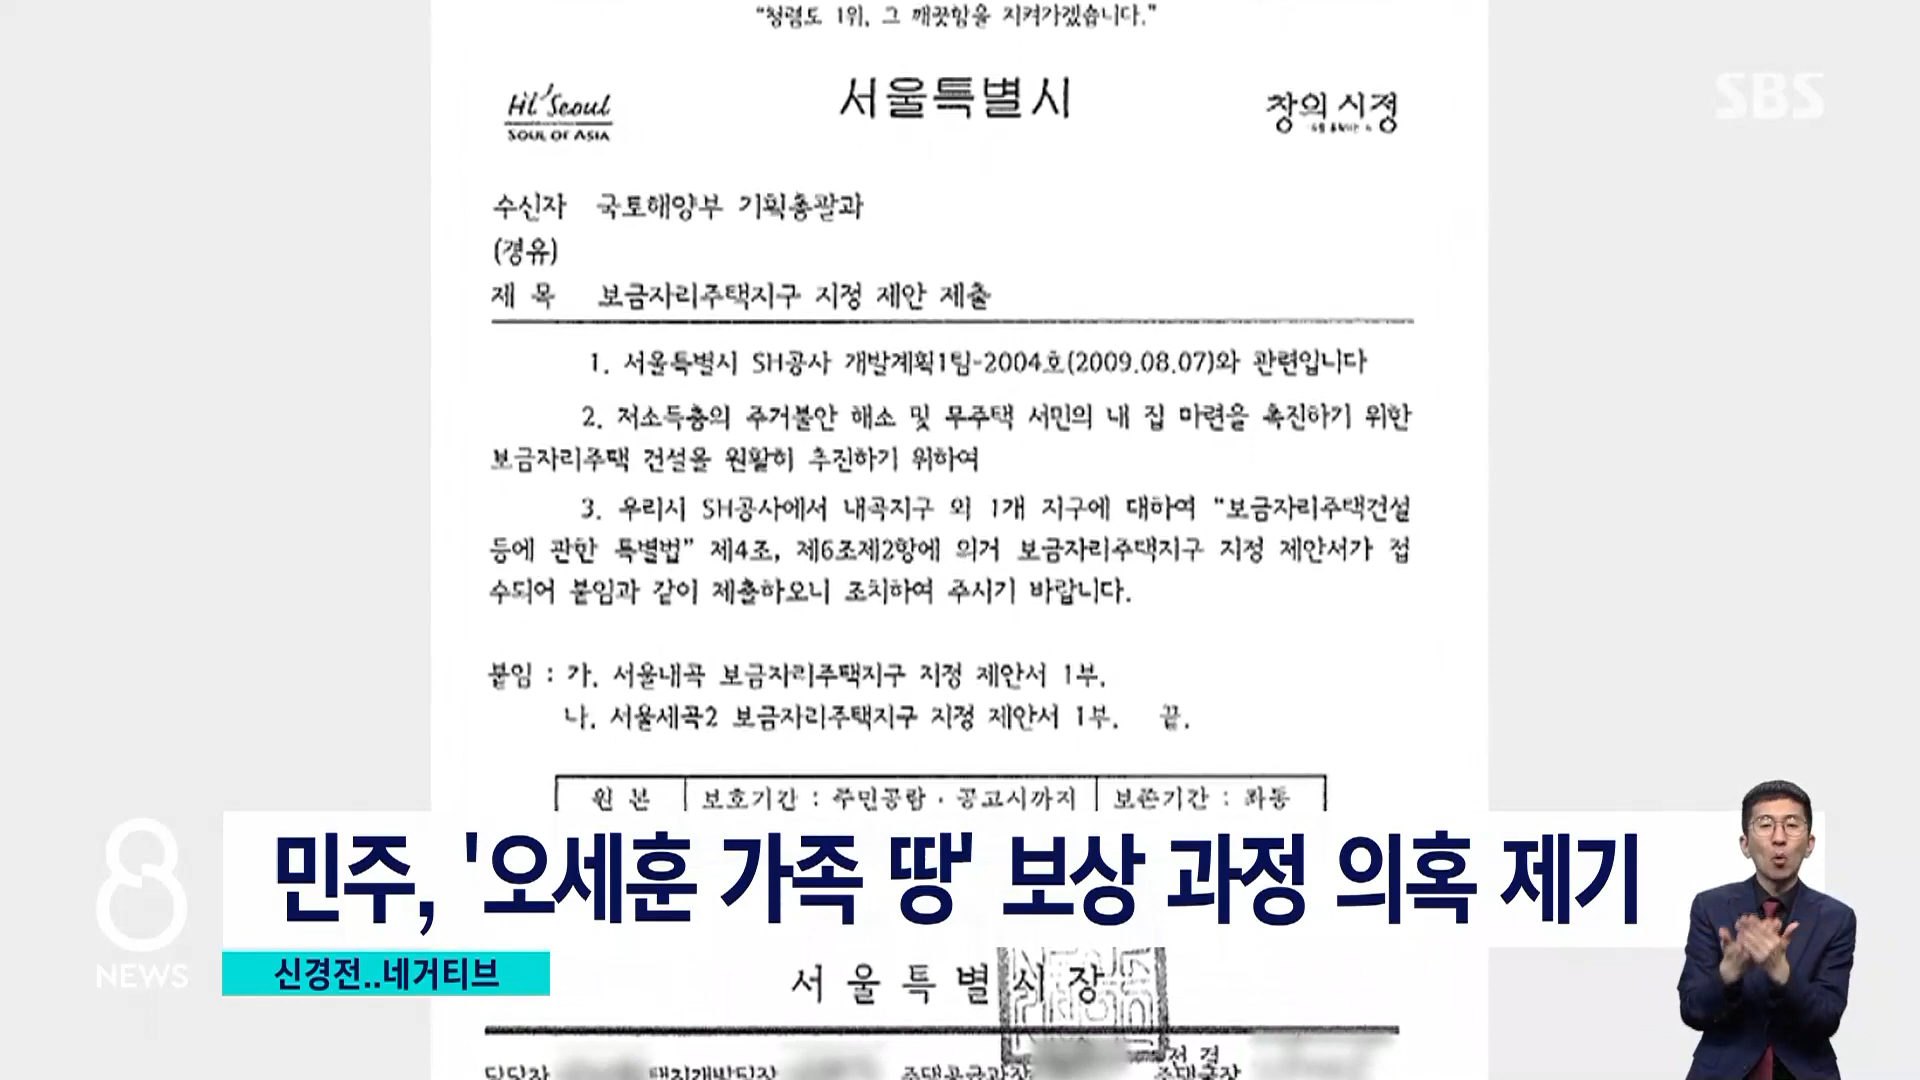 "청렴도 1위, 그 깨끗함을 지켜가겠습니다."
Hi Seoul
SOUL OF ASIA
서울특별시
창의시정
SBS
수신자 국토해양부 기획총괄과
(경유)
제 목 보금자리주택지구 지정 제안 제출
1. 서울특별시 SH공사 개발계획1팀-2004호(2009.08.07)와 관련입니다
2. 저소득층의 주거불안 해소 및 무주택 서민의 내 집 마련을 촉진하기 위한
보금자리주택 건설을 원활히 추진하기 위하여
3. 우리시 SH공사에서 내곡지구 외 1개 지구에 대하여 "보금자리주택건설
등에 관한 특별법" 제4조, 제6조제2항에 의거 보금자리주택지구 지정 제안서가 접
수되어 붙임과 같이 제출하오니 조치하여 주시기 바랍니다.
붙임 : 가. 서울내곡 보금자리주택지구 지정 제안서 1부.
나. 서울세곡2 보금자리주택지구 지정 제안서 1부. 끝.
원 본 보호기간 : 주민공람·공고시까지 보존기간 :
민주, '오세훈 가족 땅' 보상 과정 의혹 제기
8
NEWS
신경전..네거티브
서울특별시장
전결